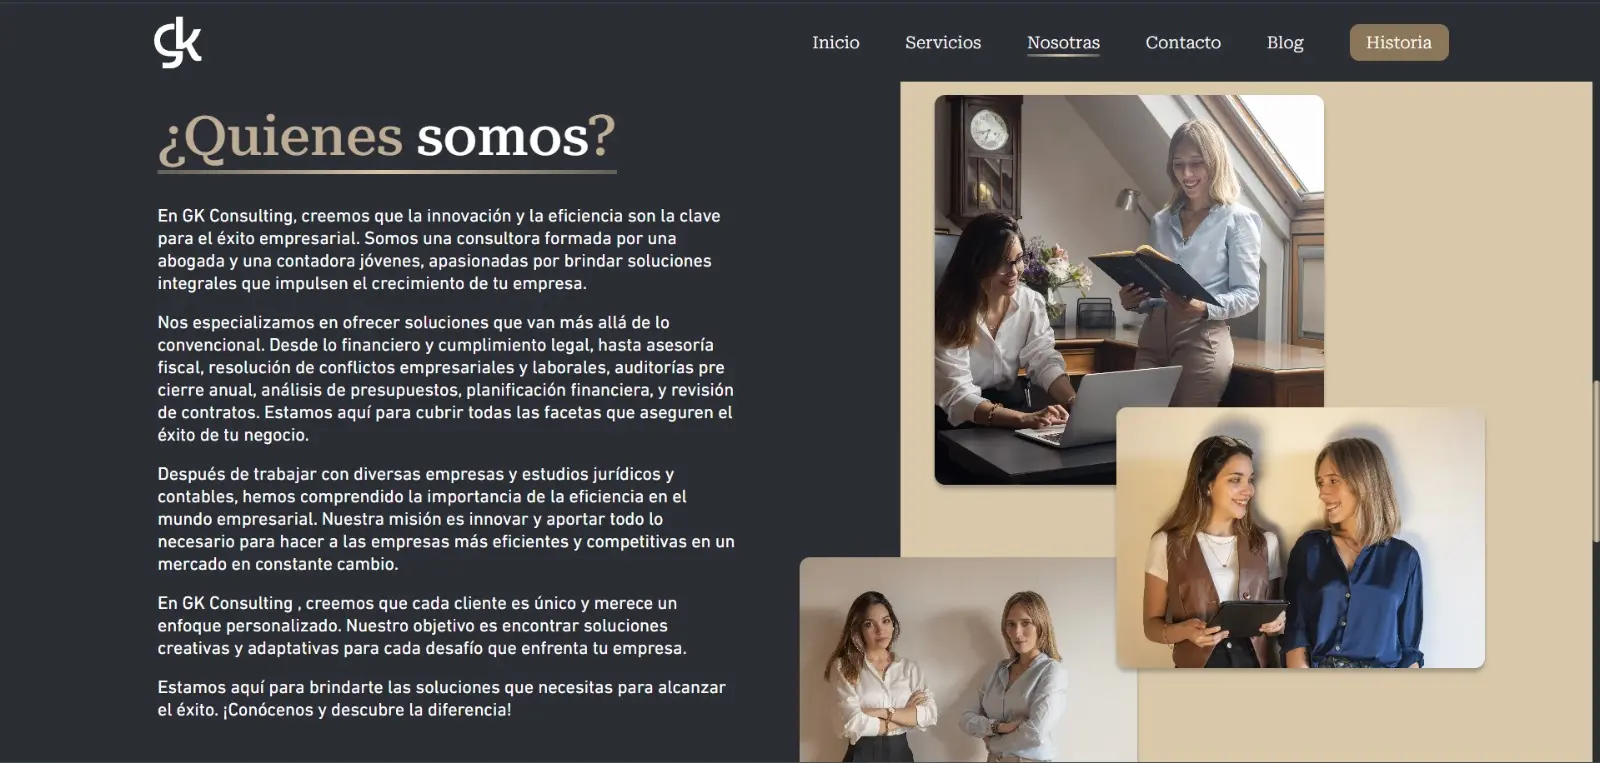 gk
Inicio Servicios Nosotras Contacto Blog Historia
¿Quienes somos?
En GK Consulting, creemos que la innovación y la eficiencia son la clave
para el éxito empresarial. Somos una consultora formada por una
abogada y una contadora jóvenes, apasionadas por brindar soluciones
integrales que impulsen el crecimiento de tu empresa.
Nos especializamos en ofrecer soluciones que van más allá de lo
convencional. Desde lo financiero y cumplimiento legal, hasta asesoría
fiscal, resolución de conflictos empresariales y laborales, auditorías pre
cierre anual, análisis de presupuestos, planificación financiera, y revisión
de contratos. Estamos aquí para cubrir todas las facetas que aseguren el
éxito de tu negocio.
Después de trabajar con diversas empresas y estudios jurídicos y
contables, hemos comprendido la importancia de la eficiencia en el
mundo empresarial. Nuestra misión es innovar y aportar todo lo
necesario para hacer a las empresas más eficientes y competitivas en un
mercado en constante cambio.
En GK Consulting , creemos que cada cliente es único y merece un
enfoque personalizado. Nuestro objetivo es encontrar soluciones
creativas y adaptativas para cada desafío que enfrenta tu empresa.
Estamos aquí para brindarte las soluciones que necesitas para alcanzar
el éxito. ¡Conócenos y descubre la diferencia!